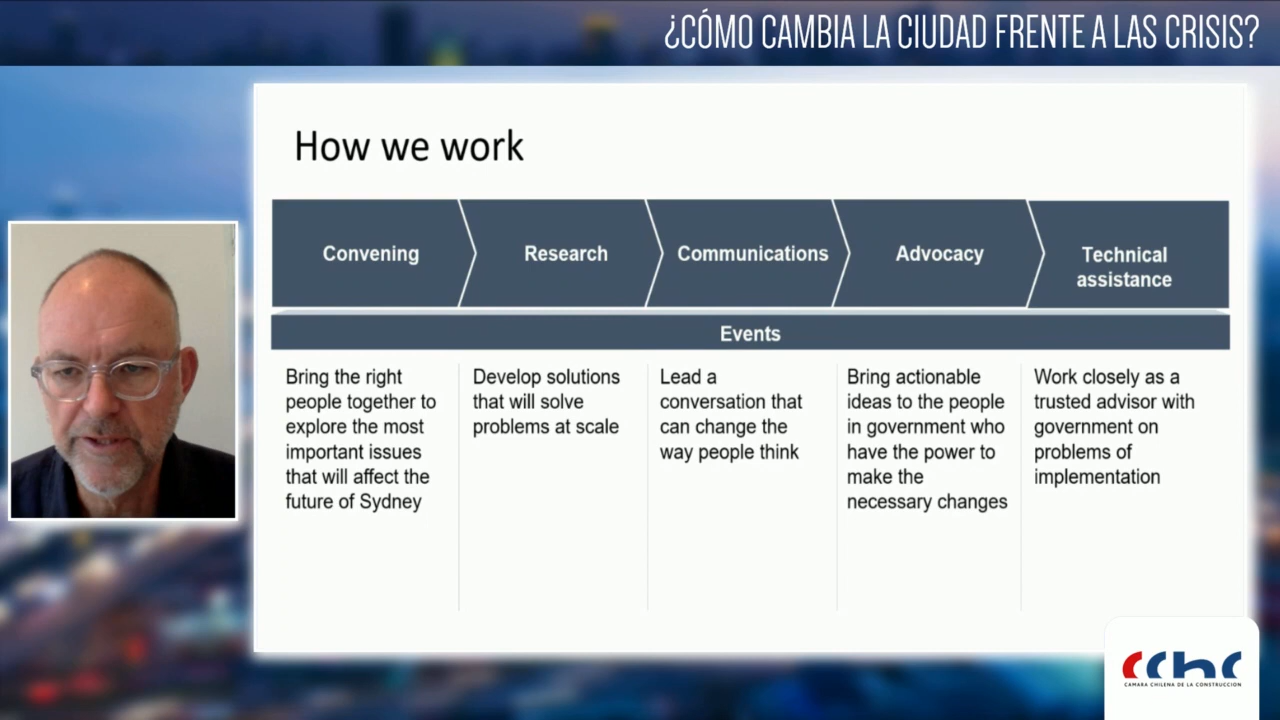 ¿CÓMO CAMBIA LA CIUDAD FRENTE A LAS CRISIS?
How we work
Convening
Research
Communications
Advocacy
Technical
assistance
Events
Bring the right
people together to
explore the most
important issues
that will affect the
future of Sydney
Develop solutions
that will solve
problems at scale
Lead a
conversation that
can change the
way people think
Bring actionable
ideas to the people
in government who
have the power to
make the
necessary changes
Work closely as a
trusted advisor with
government on
problems of
implementation
cchc
CAMARA CHILENA DE LA CONSTRUCCION